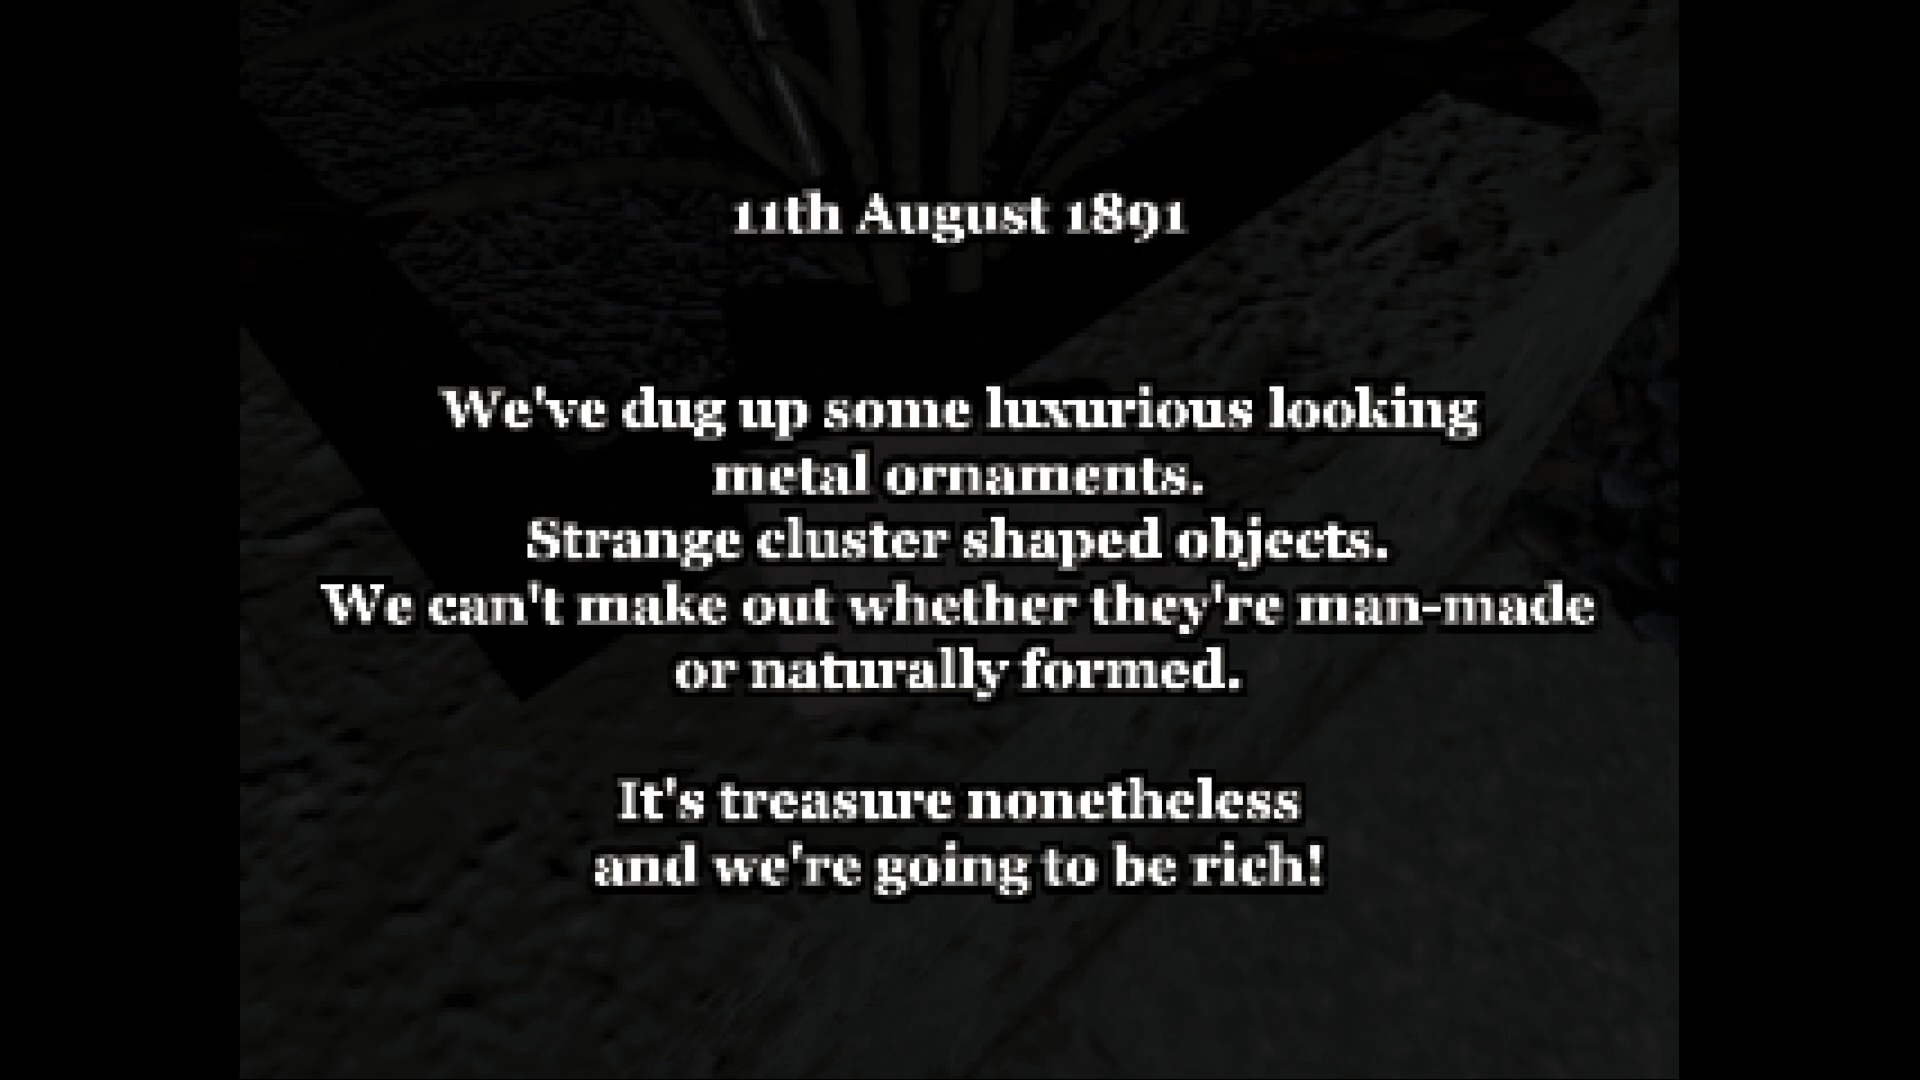 11th August 1891
We've dug up some luxurious looking
metal ornaments.
Strange cluster shaped objects.
We can't make out whether they're man-made
or naturally formed.
It's treasure nonetheless
and we're going to be rich!